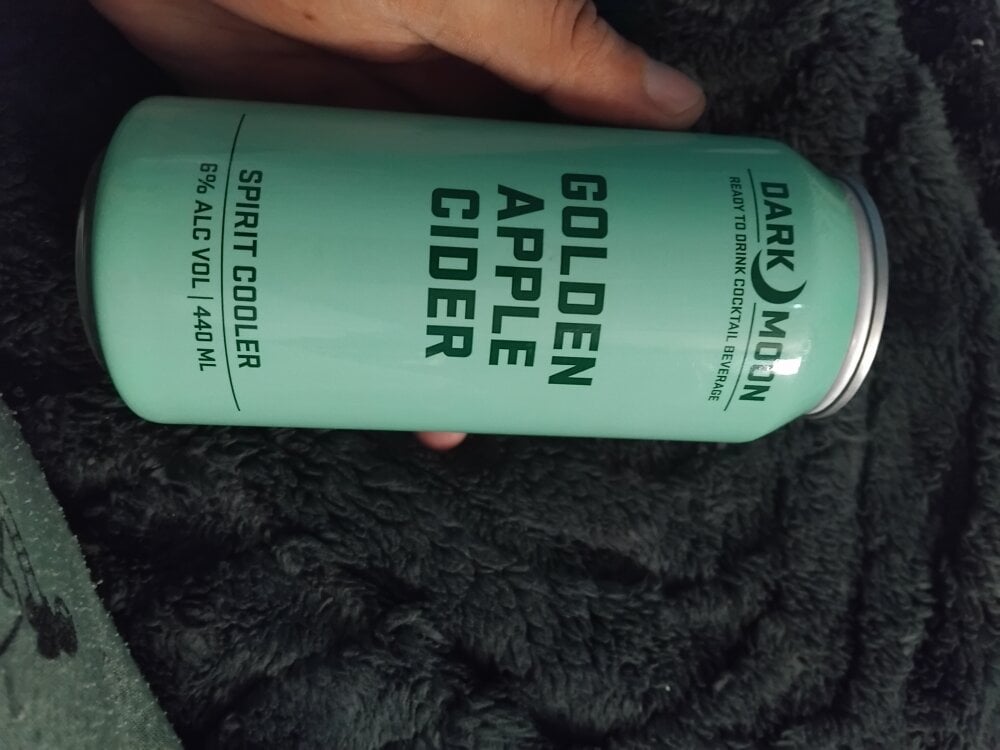 DARK MOON
READY TO DRINK COCKTAIL BEVERAGE
GOLDEN
APPLE
CIDER
SPIRIT COOLER
6% ALC VOL | 440 ML